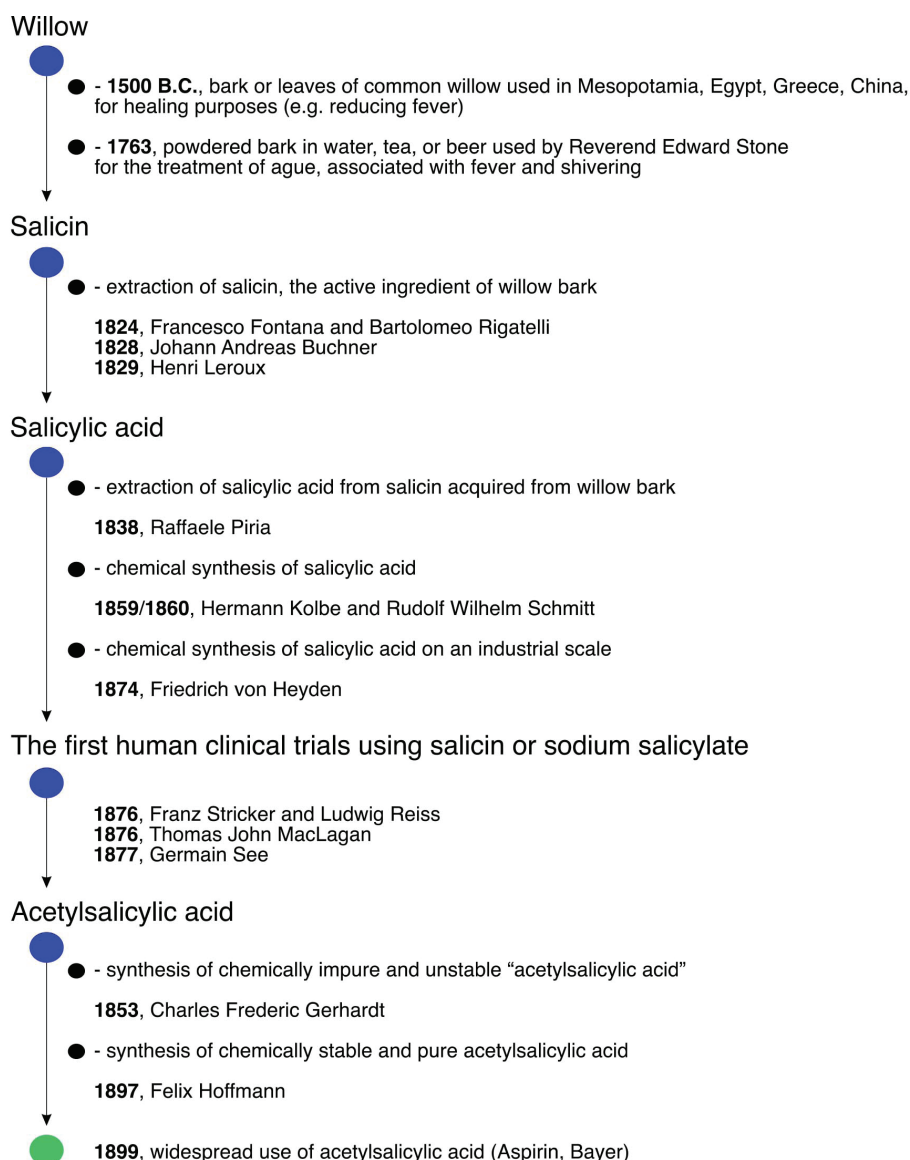 Willow
- 1500 B.C., bark or leaves of common willow used in Mesopotamia, Egypt, Greece, China,
for healing purposes (e.g. reducing fever)
- 1763, powdered bark in water, tea, or beer used by Reverend Edward Stone
for the treatment of ague, associated with fever and shivering
Salicin
- extraction of salicin, the active ingredient of willow bark
1824, Francesco Fontana and Bartolomeo Rigatelli
1828, Johann Andreas Buchner
1829, Henri Leroux
Salicylic acid
- extraction of salicylic acid from salicin acquired from willow bark
1838, Raffaele Piria
- chemical synthesis of salicylic acid
1859/1860, Hermann Kolbe and Rudolf Wilhelm Schmitt
- chemical synthesis of salicylic acid on an industrial scale
1874, Friedrich von Heyden
The first human clinical trials using salicin or sodium salicylate
1876, Franz Stricker and Ludwig Reiss
1876, Thomas John MacLagan
1877, Germain See
Acetylsalicylic acid
- synthesis of chemically impure and unstable “acetylsalicylic acid”
1853, Charles Frederic Gerhardt
- synthesis of chemically stable and pure acetylsalicylic acid
1897, Felix Hoffmann
1899, widespread use of acetylsalicylic acid (Aspirin, Bayer)